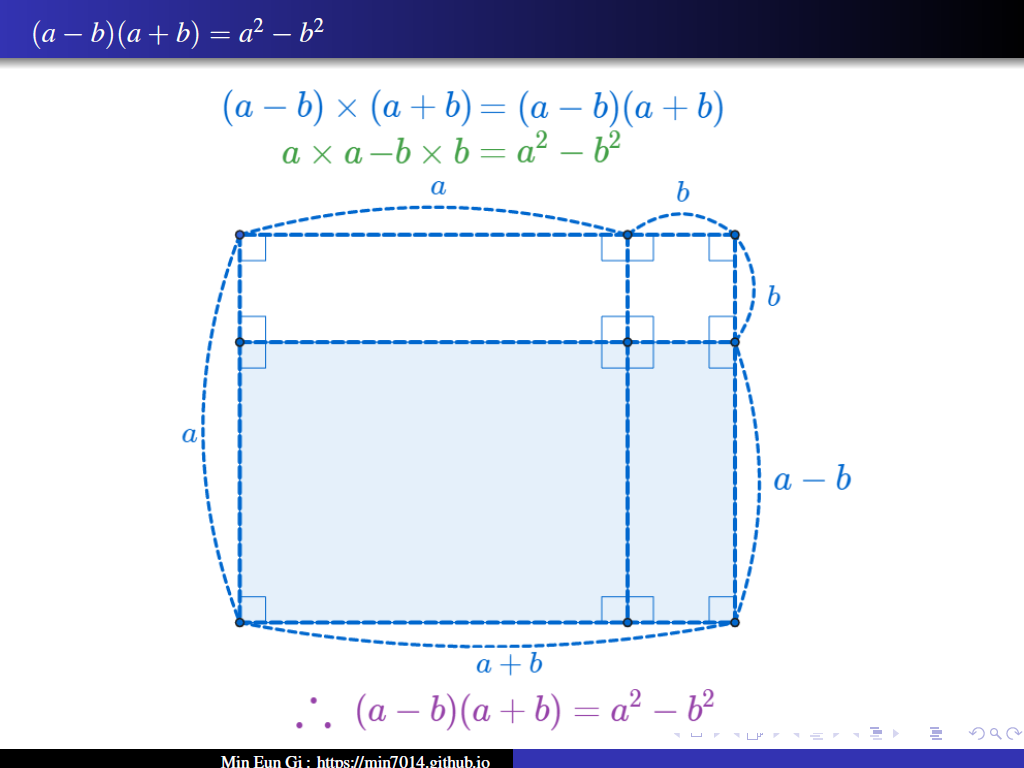 (a − b)(a + b) = a² − b²
(a − b) × (a + b) = (a − b)(a + b)
a × a − b × b = a² − b²
a
b
b
a
a − b
a + b
∴ (a − b)(a + b) = a² − b²
Min Eun Gi : https://min7014.github.io